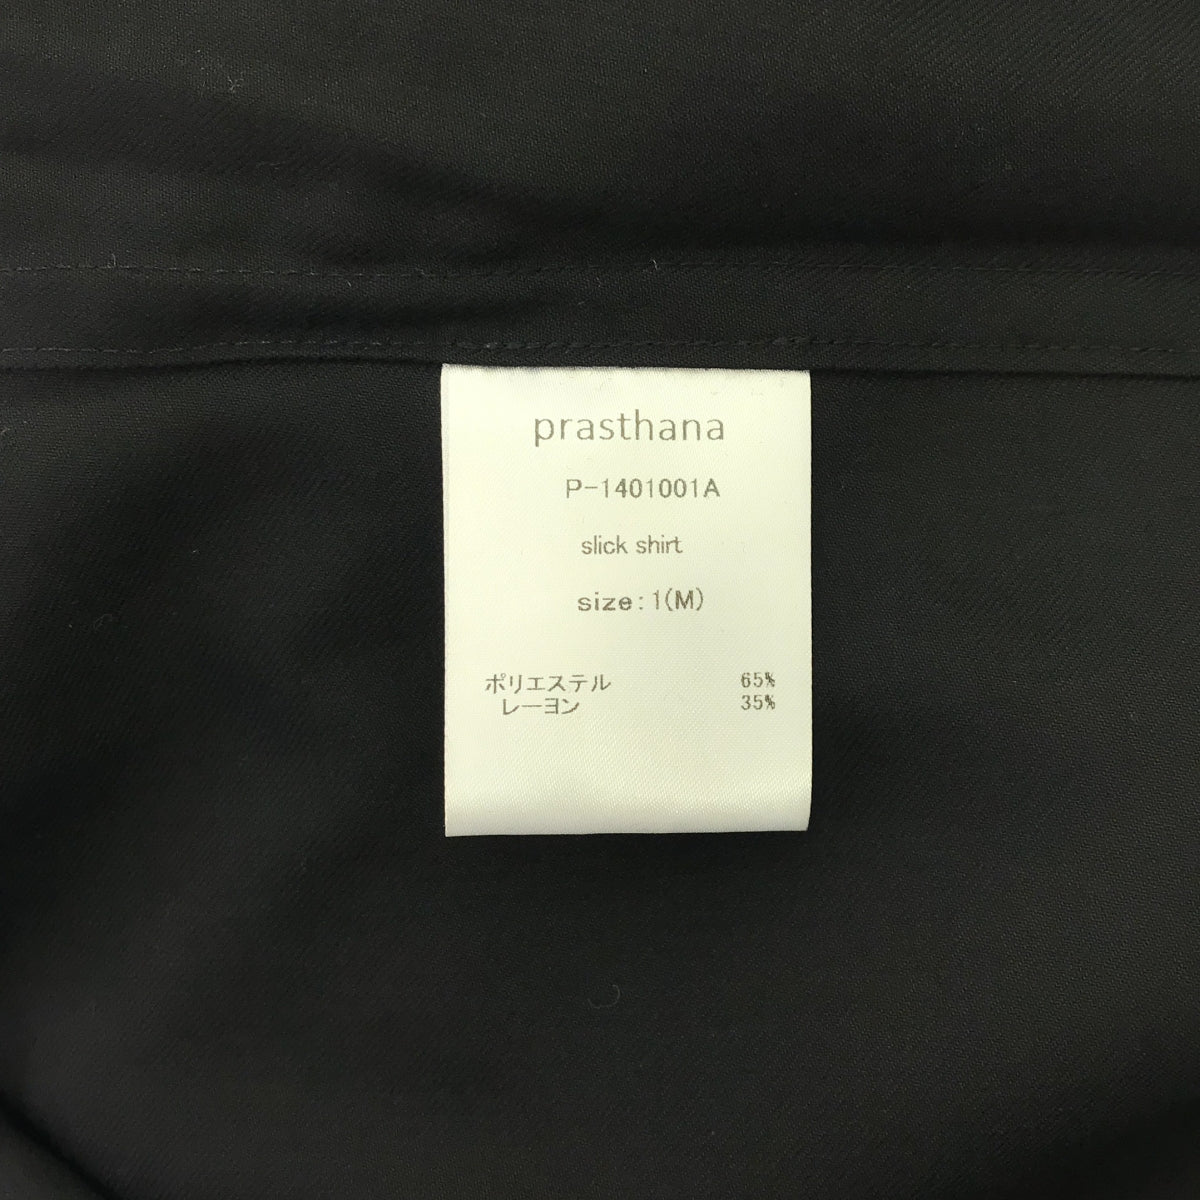 prasthana
P-1401001A
slick shirt
size: 1(M)
ポリエステル 65%
レーヨン 35%